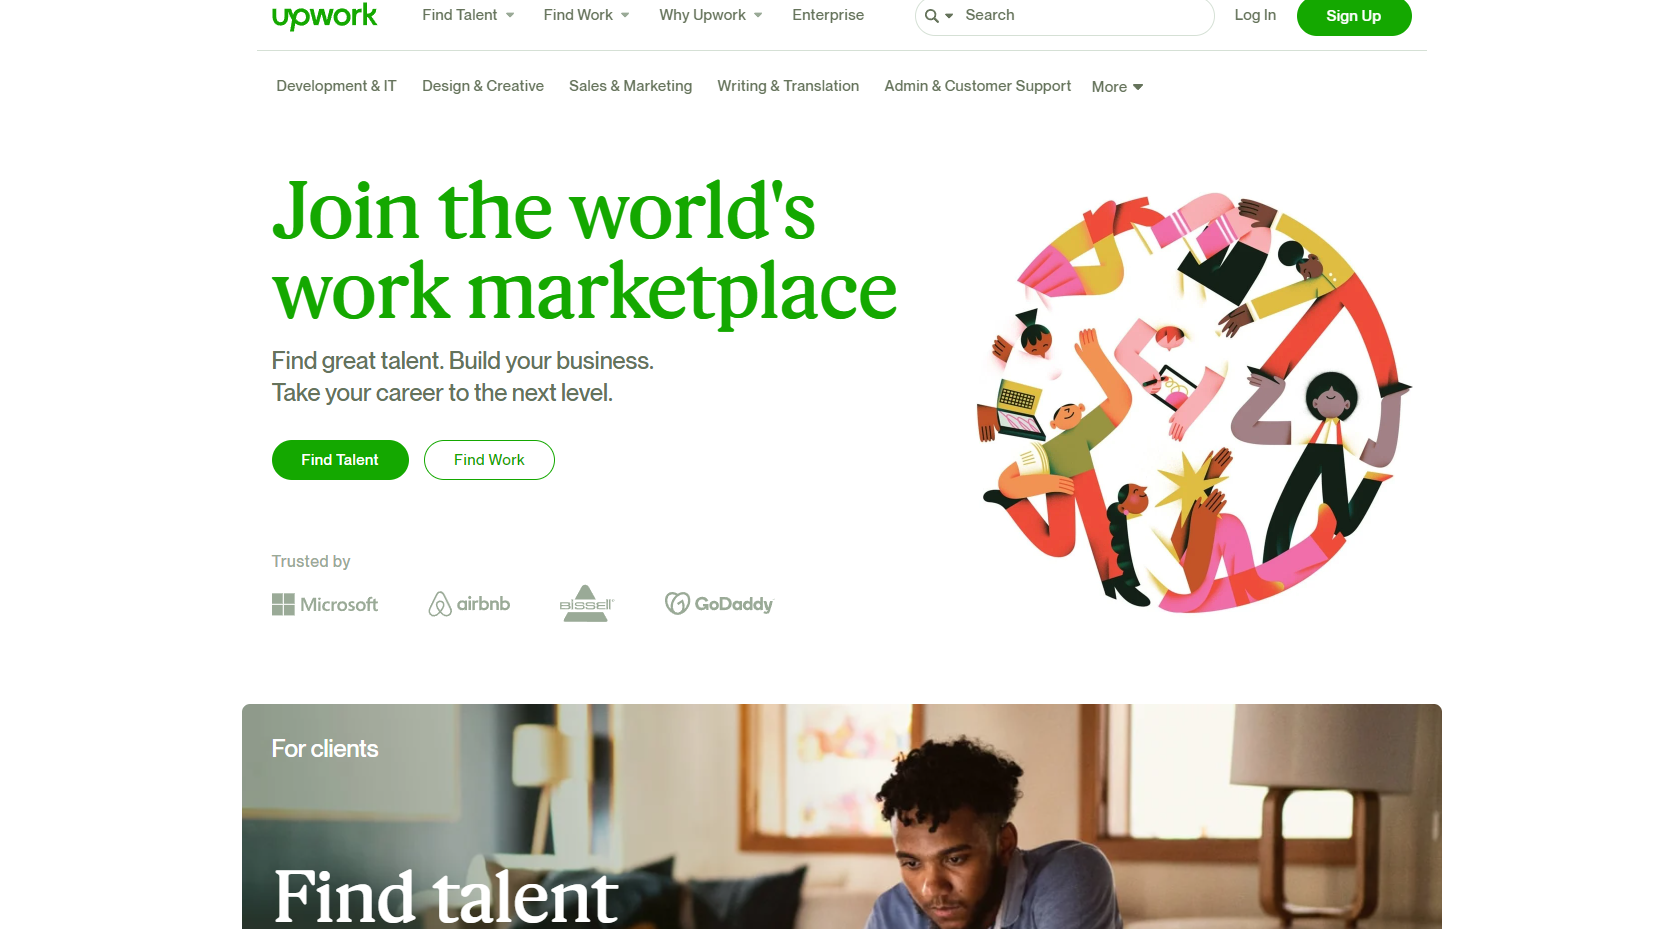 upwork
Find Talent
Find Work
Why Upwork
Enterprise
Search
Log In
Sign Up
Development & IT
Design & Creative
Sales & Marketing
Writing & Translation
Admin & Customer Support
More
Join the world's
work marketplace
Find great talent. Build your business.
Take your career to the next level.
Find Talent
Find Work
Trusted by
Microsoft
airbnb
BISSELL
GoDaddy
For clients
Find talent